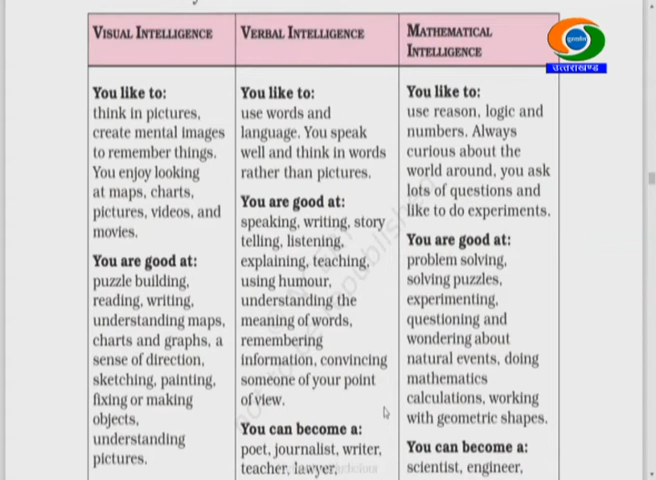 VISUAL INTELLIGENCE
You like to:
think in pictures,
create mental images
to remember things.
You enjoy looking
at maps, charts,
pictures, videos, and
movies.
You are good at:
puzzle building,
reading, writing,
understanding maps,
charts and graphs, a
sense of direction,
sketching, painting,
fixing or making
objects,
understanding
pictures.
VERBAL INTELLIGENCE
You like to:
use words and
language. You speak
well and think in words
rather than pictures.
You are good at:
speaking, writing, story
telling, listening,
explaining, teaching,
using humour,
understanding the
meaning of words,
remembering
information, convincing
someone of your point
of view.
You can become a:
poet, journalist, writer,
teacher, lawyer,
MATHEMATICAL
INTELLIGENCE
You like to:
use reason, logic and
numbers. Always
curious about the
world around, you ask
lots of questions and
like to do experiments.
You are good at:
problem solving,
solving puzzles,
experimenting,
questioning and
wondering about
natural events, doing
mathematics
calculations, working
with geometric shapes.
You can become a:
scientist, engineer,
उत्तराखण्ड